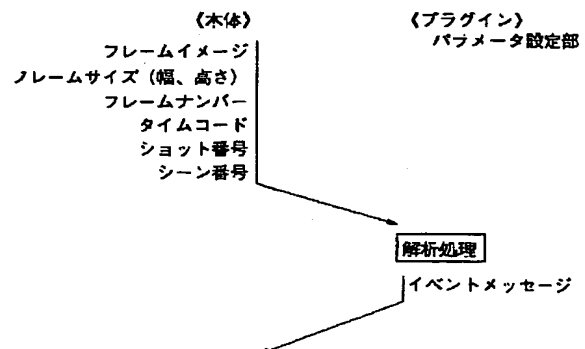 《本体》
《プラグイン》
パラメータ設定部
フレームイメージ
フレームサイズ（幅、高さ）
フレームナンバー
タイムコード
ショット番号
シーン番号
解析処理
イベントメッセージ